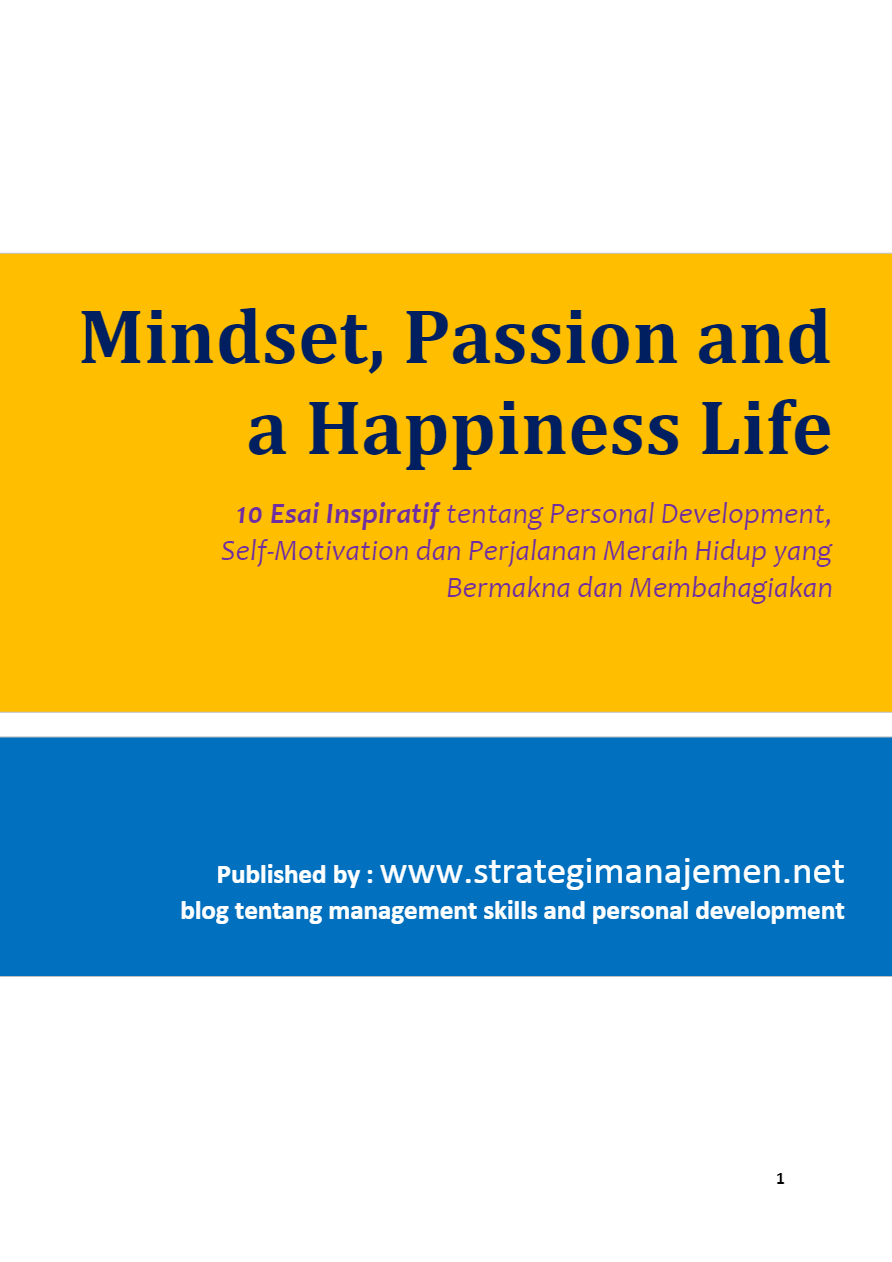 Mindset, Passion and
a Happiness Life
10 Esai Inspiratif tentang Personal Development,
Self-Motivation dan Perjalanan Meraih Hidup yang
Bermakna dan Membahagiakan
Published by : www.strategimanajemen.net
blog tentang management skills and personal development
1